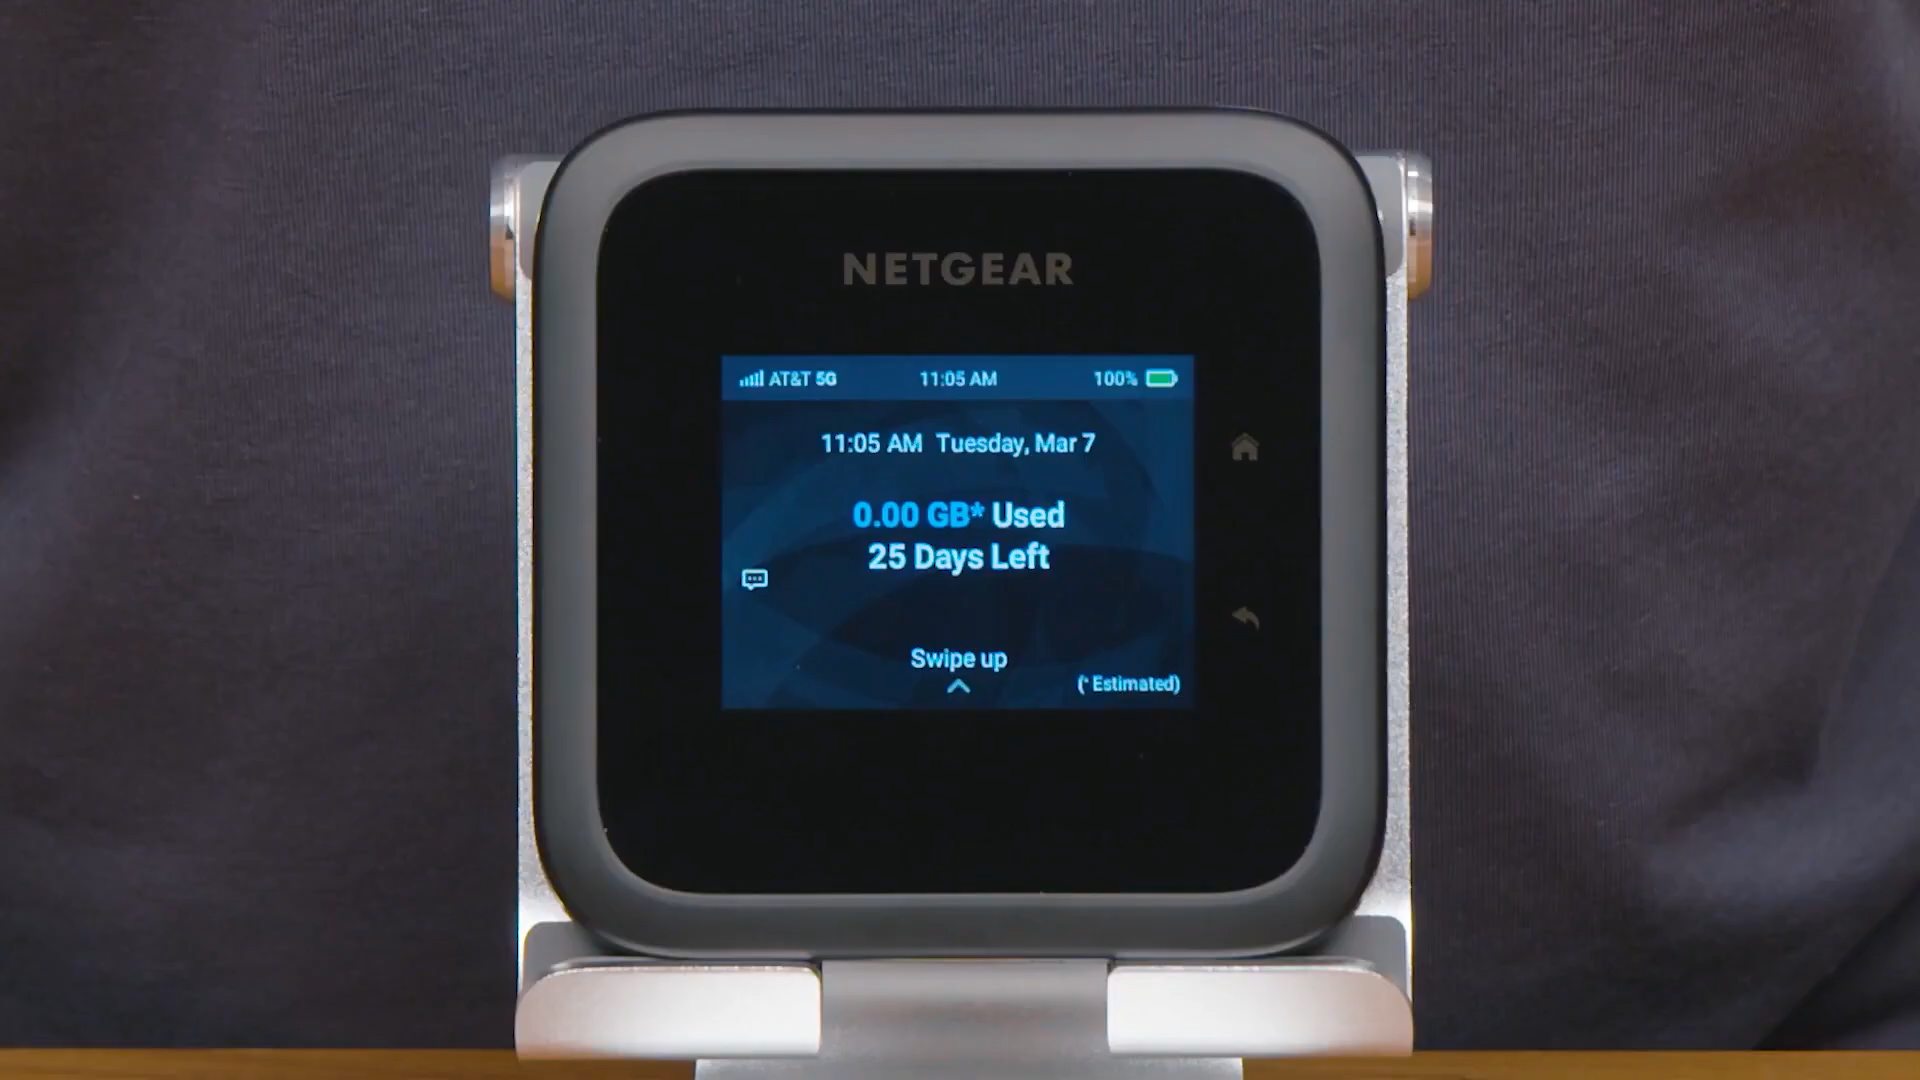 NETGEAR
AT&T 5G 11:05 AM 100%
11:05 AM Tuesday, Mar 7
0.00 GB* Used
25 Days Left
Swipe up
(* Estimated)